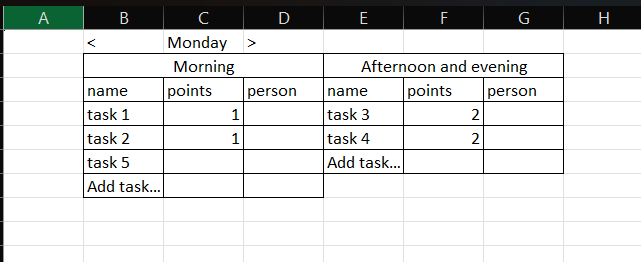 A B C D E F G H
< Monday >
Morning Afternoon and evening
name points person name points person
task 1 1 task 3 2
task 2 1 task 4 2
task 5 Add task...
Add task...